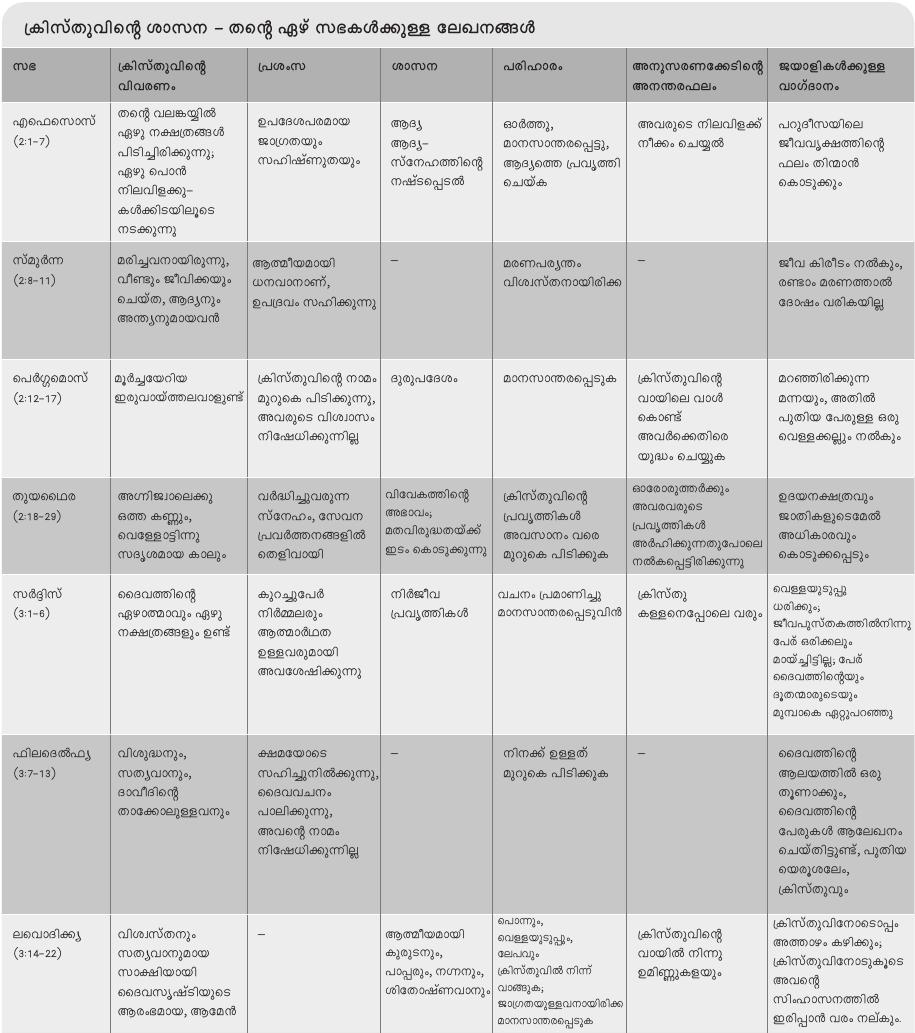 ക്രിസ്തുവിന്റെ ശാസന – തന്റെ ഏഴ് സഭകൾക്കുള്ള ലേഖനങ്ങൾ
സഭ
ക്രിസ്തുവിന്റെ
വിവരണം
പ്രശംസ
ശാസന
പരിഹാരം
അനുസരണക്കേടിന്റെ
അനന്തരഫലം
ജയാളികൾക്കുള്ള
വാഗ്ദാനം
എഫെസൊസ്
(2:1–7)
തന്റെ വലങ്കയ്യിൽ
ഏഴു നക്ഷത്രങ്ങൾ
പിടിച്ചിരിക്കുന്നു;
ഏഴു പൊൻ
നിലവിളക്കു–
കൾക്കിടയിലൂടെ
നടക്കുന്നു
ഉപദേശപരമായ
ജാഗ്രതയും
സഹിഷ്ണുതയും
ആദ്യ
ആദ്യ–
സ്നേഹത്തിന്റെ
നഷ്ടപ്പെടൽ
ഓർത്തു,
മാനസാന്തരപ്പെട്ടു,
ആദ്യത്തെ പ്രവൃത്തി
ചെയ്ക
അവരുടെ നിലവിളക്ക്
നീക്കം ചെയ്യൽ
പറുദീസയിലെ
ജീവവൃക്ഷത്തിന്റെ
ഫലം തിന്മാൻ
കൊടുക്കും
സ്മുർന്ന
(2:8–11)
മരിച്ചവനായിരുന്നു,
വീണ്ടും ജീവിക്കയും
ചെയ്ത, ആദ്യനും
അന്ത്യനുമായവൻ
ആത്മീയമായി
ധനവാനാണ്,
ഉപദ്രവം സഹിക്കുന്നു
–
മരണപര്യന്തം
വിശ്വസ്തനായിരിക്ക
–
ജീവ കിരീടം നൽകും,
രണ്ടാം മരണത്താൽ
ദോഷം വരികയില്ല
പെർഗ്ഗമൊസ്
(2:12–17)
മൂർച്ചയേറിയ
ഇരുവായ്ത്തലവാളുണ്ട്
ക്രിസ്തുവിന്റെ നാമം
മുറുകെ പിടിക്കുന്നു,
അവരുടെ വിശ്വാസം
നിഷേധിക്കുന്നില്ല
ദുരുപദേശം
മാനസാന്തരപ്പെടുക
ക്രിസ്തുവിന്റെ
വായിലെ വാൾ
കൊണ്ട്
അവർക്കെതിരെ
യുദ്ധം ചെയ്യുക
മറഞ്ഞിരിക്കുന്ന
മന്നയും, അതിൽ
പുതിയ പേരുള്ള ഒരു
വെള്ളക്കല്ലും നൽകും
തുയഥൈര
(2:18–29)
അഗ്നിജ്വാലെക്കു
ഒത്ത കണ്ണും,
വെള്ളോട്ടിന്നു
സദൃശമായ കാലും
വർദ്ധിച്ചുവരുന്ന
സ്നേഹം, സേവന
പ്രവർത്തനങ്ങളിൽ
തെളിവായി
വിവേകത്തിന്റെ
അഭാവം;
മതവിരുദ്ധതയ്ക്ക്
ഇടം കൊടുക്കുന്നു
ക്രിസ്തുവിന്റെ
പ്രവൃത്തികൾ
അവസാനം വരെ
മുറുകെ പിടിക്കുക
ഓരോരുത്തർക്കും
അവരവരുടെ
പ്രവൃത്തികൾ
അർഹിക്കുന്നതുപോലെ
നൽകപ്പെട്ടിരിക്കുന്നു
ഉദയനക്ഷത്രവും
ജാതികളുടെമേൽ
അധികാരവും
കൊടുക്കപ്പെടും
സർദ്ദിസ്
(3:1–6)
ദൈവത്തിന്റെ
ഏഴാത്മാവും ഏഴു
നക്ഷത്രങ്ങളും ഉണ്ട്
കുറച്ചുപേർ
നിർമ്മലരും
ആത്മാർഥത
ഉള്ളവരുമായി
അവശേഷിക്കുന്നു
നിർജീവ
പ്രവൃത്തികൾ
വചനം പ്രമാണിച്ചു
മാനസാന്തരപ്പെടുവിൻ
ക്രിസ്തു
കള്ളനെപ്പോലെ വരും
വെള്ളയുടുപ്പു
ധരിക്കും;
ജീവപുസ്തകത്തിൽനിന്നു
പേർ ഒരിക്കലും
മായ്ച്ചിട്ടില്ല; പേര്
ദൈവത്തിന്റെയും
ദൂതന്മാരുടെയും
മുമ്പാകെ ഏറ്റുപറഞ്ഞു
ഫിലദെൽഫ്യ
(3:7–13)
വിശുദ്ധനും,
സത്യവാനും,
ദാവീദിന്റെ
താക്കോലുള്ളവനും
ക്ഷമയോടെ
സഹിച്ചുനിൽക്കുന്നു,
ദൈവവചനം
പാലിക്കുന്നു,
അവന്റെ നാമം
നിഷേധിക്കുന്നില്ല
–
നിനക്ക് ഉള്ളത്
മുറുകെ പിടിക്കുക
–
ദൈവത്തിന്റെ
ആലയത്തിൽ ഒരു
തൂണാക്കും,
ദൈവത്തിന്റെ
പേരുകൾ ആലേഖനം
ചെയ്തിട്ടുണ്ട്, പുതിയ
യെരൂശലേം,
ക്രിസ്തുവും
ലവൊദിക്ക്യ
(3:14–22)
വിശ്വസ്തനും
സത്യവാനുമായ
സാക്ഷിയായി
ദൈവസൃഷ്ടിയുടെ
ആരംഭമായ, ആമേൻ
–
ആത്മീയമായി
കുരുടനും,
പാപ്പരും, നഗ്നനും,
ശിതോഷ്ണവാനും
പൊന്നും,
വെള്ളയുടുപ്പും,
ലേപവും
ക്രിസ്തുവിൽ നിന്ന്
വാങ്ങുക;
ജാഗ്രതയുള്ളവനായിരിക്ക
മാനസാന്തരപ്പെടുക
ക്രിസ്തുവിന്റെ
വായിൽ നിന്നു
ഉമിണ്ണുകളയും
ക്രിസ്തുവിനോടൊപ്പം
അത്താഴം കഴിക്കും;
ക്രിസ്തുവിനോടുകൂടെ
അവന്റെ
സിംഹാസനത്തിൽ
ഇരിപ്പാൻ വരം നല്കും.